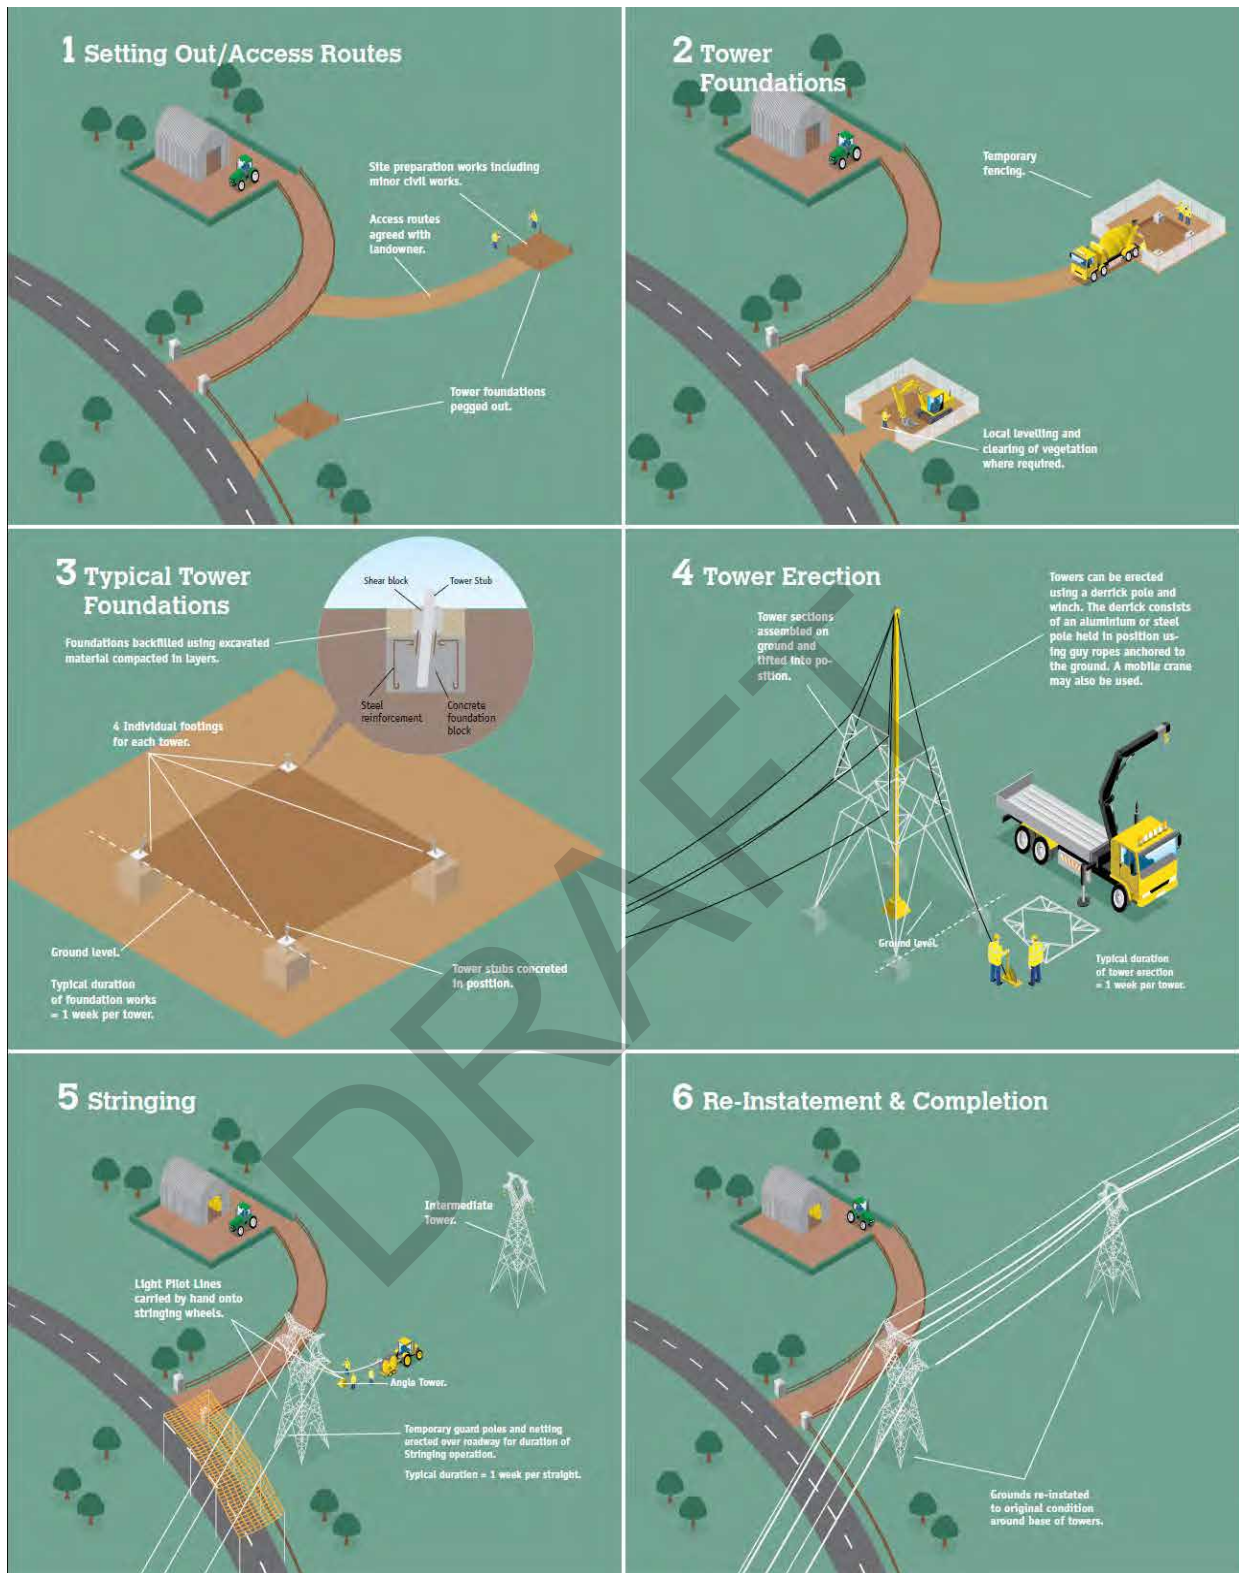 1 Setting Out/Access Routes
Site preparation works including
minor civil works.
Access routes
agreed with
landowner.
Tower foundations
pegged out.
2 Tower
Foundations
Temporary
fencing.
Local levelling and
clearing of vegetation
where required.
3 Typical Tower
Foundations
Foundations backfilled using excavated
material compacted in layers.
Shear block
Tower Stub
Steel
reinforcement
Concrete
foundation
block
4 Individual footings
for each tower.
Ground level.
Typical duration
of foundation works
= 1 week per tower.
Tower stubs concreted
in position.
4 Tower Erection
Tower sections
assembled on
ground and
lifted into po-
sition.
Towers can be erected
using a derrick pole and
winch. The derrick consists
of an aluminium or steel
pole held in position us-
ing guy ropes anchored to
the ground. A mobile crane
may also be used.
Ground level.
Typical duration
of tower erection
= 1 week per tower.
5 Stringing
Intermediate
Tower.
Light Pilot Lines
carried by hand onto
stringing wheels.
Angle Tower.
Temporary guard poles and netting
erected over roadway for duration of
Stringing operation.
Typical duration = 1 week per straight.
6 Re-Instatement & Completion
Grounds re-instated
to original condition
around base of towers.
DRAFT